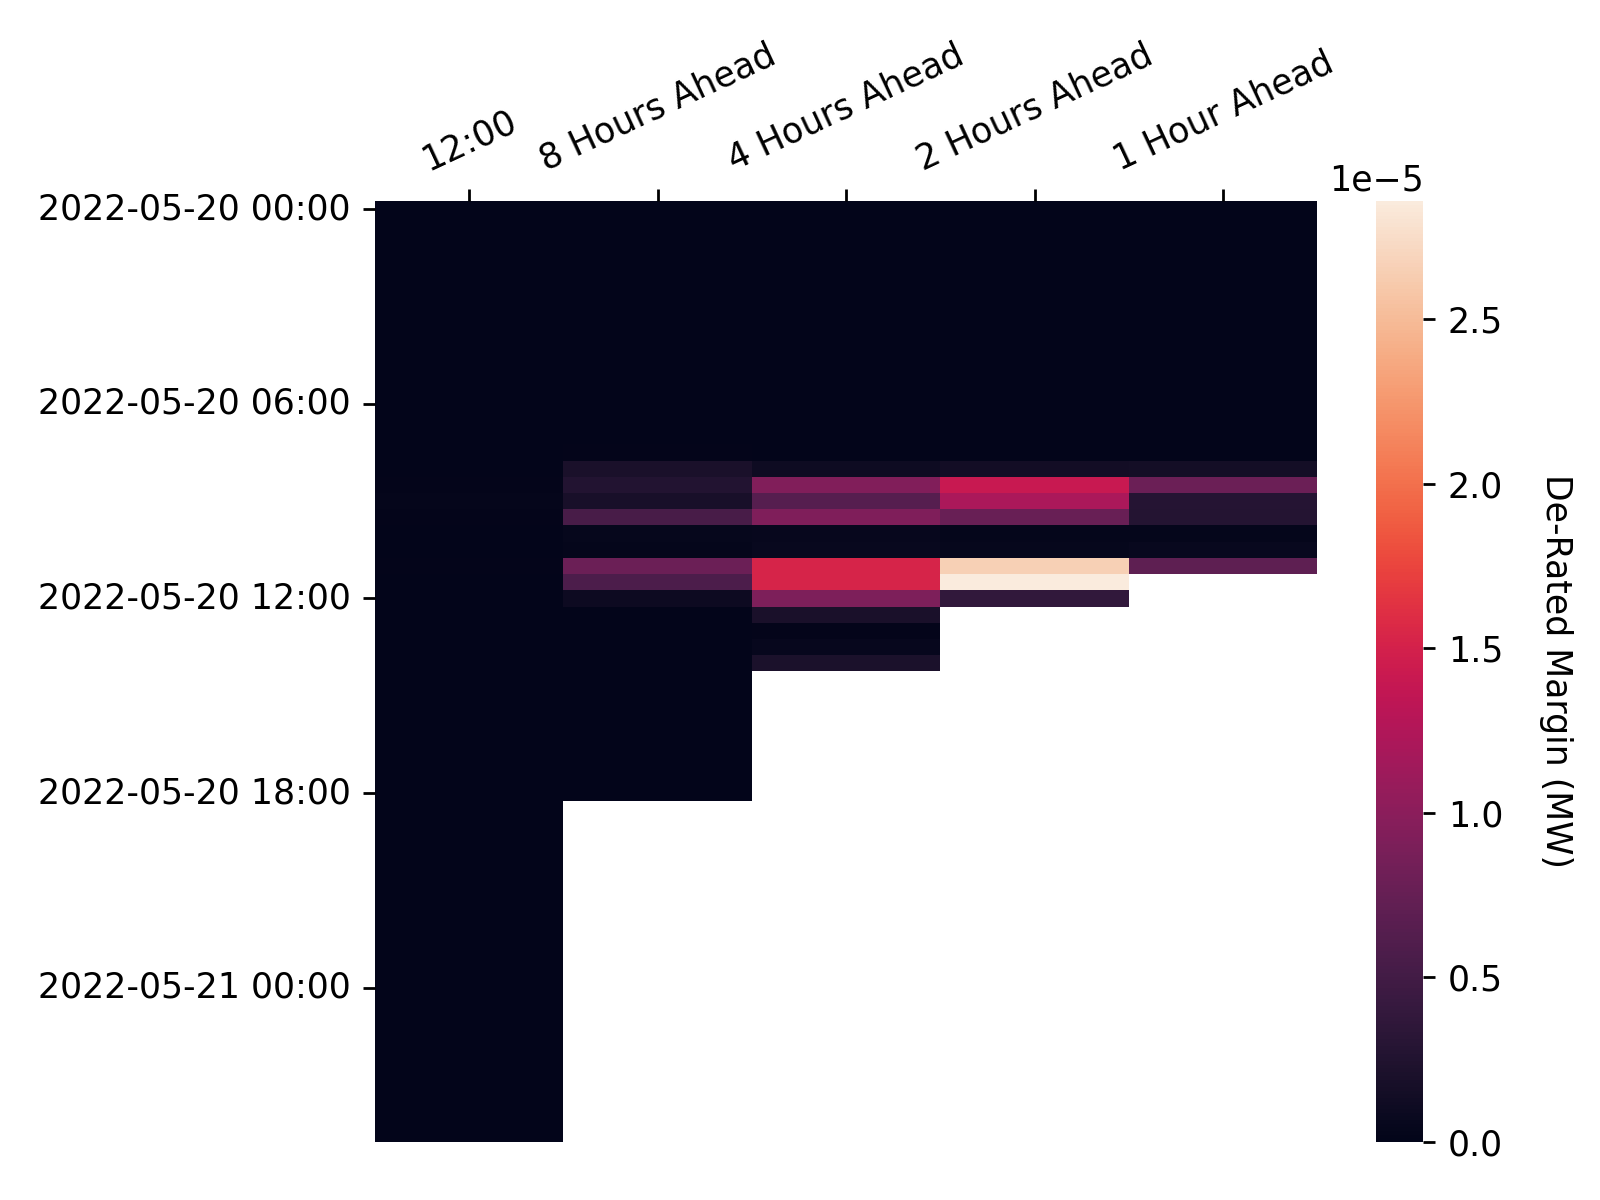 12:00
8 Hours Ahead
4 Hours Ahead
2 Hours Ahead
1 Hour Ahead
1e−5
2022-05-20 00:00
2022-05-20 06:00
2022-05-20 12:00
2022-05-20 18:00
2022-05-21 00:00
2.5
2.0
1.5
1.0
0.5
0.0
De-Rated Margin (MW)